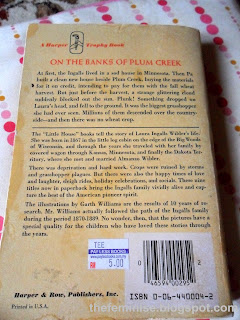 A Harper Trophy Book
ON THE BANKS OF PLUM CREEK
At first, the Ingalls lived in a sod house in Minnesota. Then Pa
built a clean new house beside Plum Creek, buying the materials
for it on credit, intending to pay for them with the fall wheat
harvest. But just before the harvest, a strange glittering cloud
suddenly blotted out the sun. Plunk! Something dropped on
Laura's head, and fell to the ground. It was the biggest grasshopper
she had ever seen. Millions of them descended over the country-
side—and then there was no wheat crop.
The "Little House" books tell the story of Laura Ingalls Wilder's life.
She was born in 1867 in the little log cabin on the edge of the Big Woods
of Wisconsin, and through the years she traveled with her family by
covered wagon through Kansas, Minnesota, and finally the Dakota Ter-
ritory, where she met and married Almanzo Wilder.
There was deprivation and hard work. Crops were ruined by storms
and grasshopper plagues. But there were also the happy times of love
and laughter, sleigh rides, holiday celebrations, and socials. These nine
titles now in paperback bring the Ingalls family vividly alive and cap-
ture the best of the American pioneer spirit.
The illustrations by Garth Williams are the results of 10 years of re-
search. Mr. Williams actually followed the path of the Ingalls family
during the period 1870-1889. No wonder, then, that the pictures have a
special quality for the children who have loved these stories through
the years.
TEE
PAY LESS BOOKS
5.00
46594 00295
ISBN 0-06-440004-2
Harper & Row, Publishers, Inc.
Printed in U.S.A.
thefeministe.blogspot.com